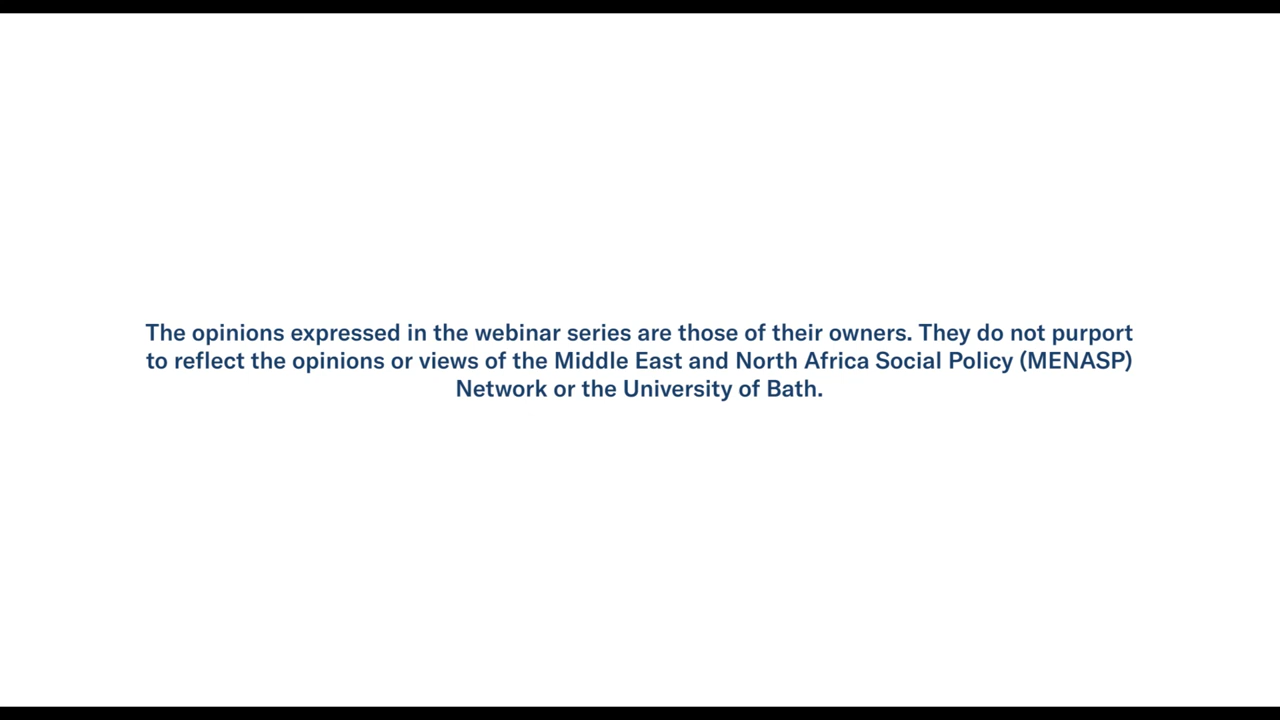 The opinions expressed in the webinar series are those of their owners. They do not purport
to reflect the opinions or views of the Middle East and North Africa Social Policy (MENASP)
Network or the University of Bath.